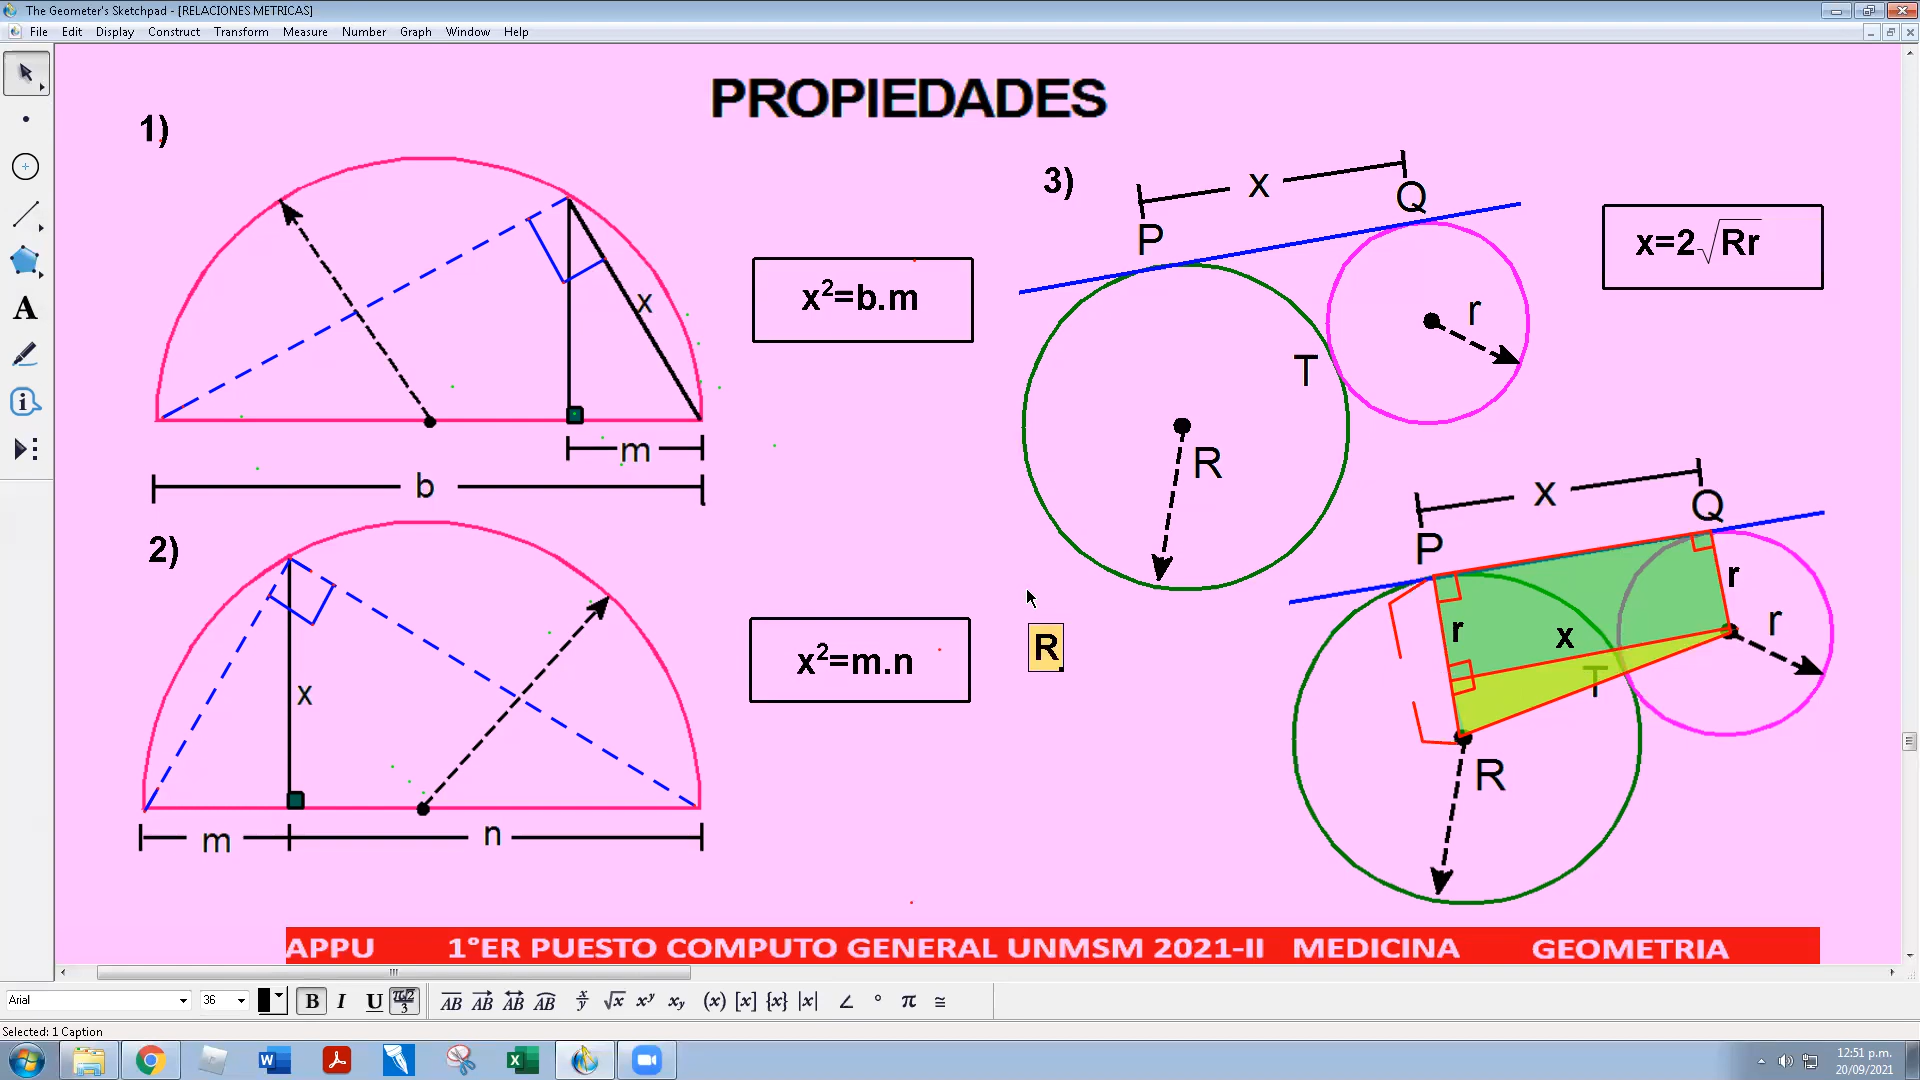 The Geometer's Sketchpad - [RELACIONES METRICAS]
File Edit Display Construct Transform Measure Number Graph Window Help
PROPIEDADES
1)
x
m
b
x²=b.m
2)
x
m
n
x²=m.n
3)
x
P
Q
T
r
R
x=2√Rr
x
P
Q
r
r
x
T
r
R
R
APPU 1°ER PUESTO COMPUTO GENERAL UNMSM 2021-II MEDICINA GEOMETRIA
Arial 36 B I U
Selected: 1 Caption
12:51 p.m.
20/09/2021